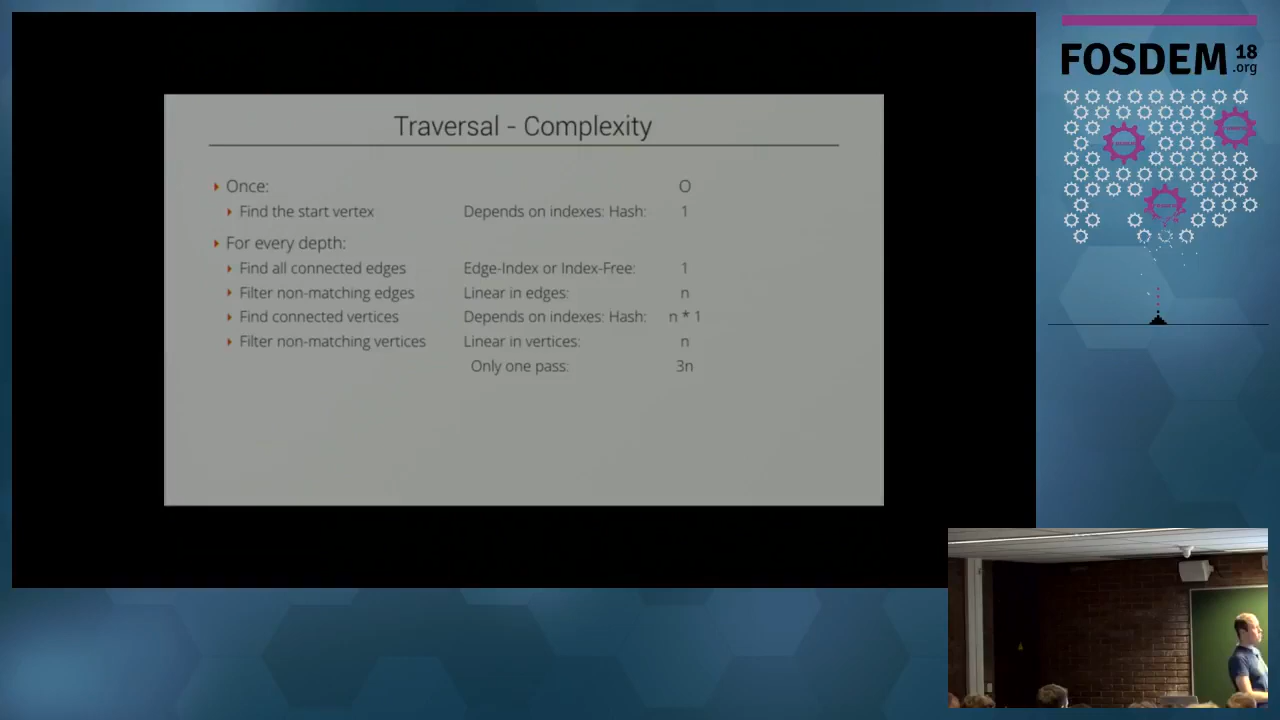 Traversal - Complexity
Once: O
Find the start vertex Depends on indexes: Hash: 1
For every depth:
Find all connected edges Edge-Index or Index-Free: 1
Filter non-matching edges Linear in edges: n
Find connected vertices Depends on indexes: Hash: n * 1
Filter non-matching vertices Linear in vertices: n
Only one pass: 3n
FOSDEM 18
.org